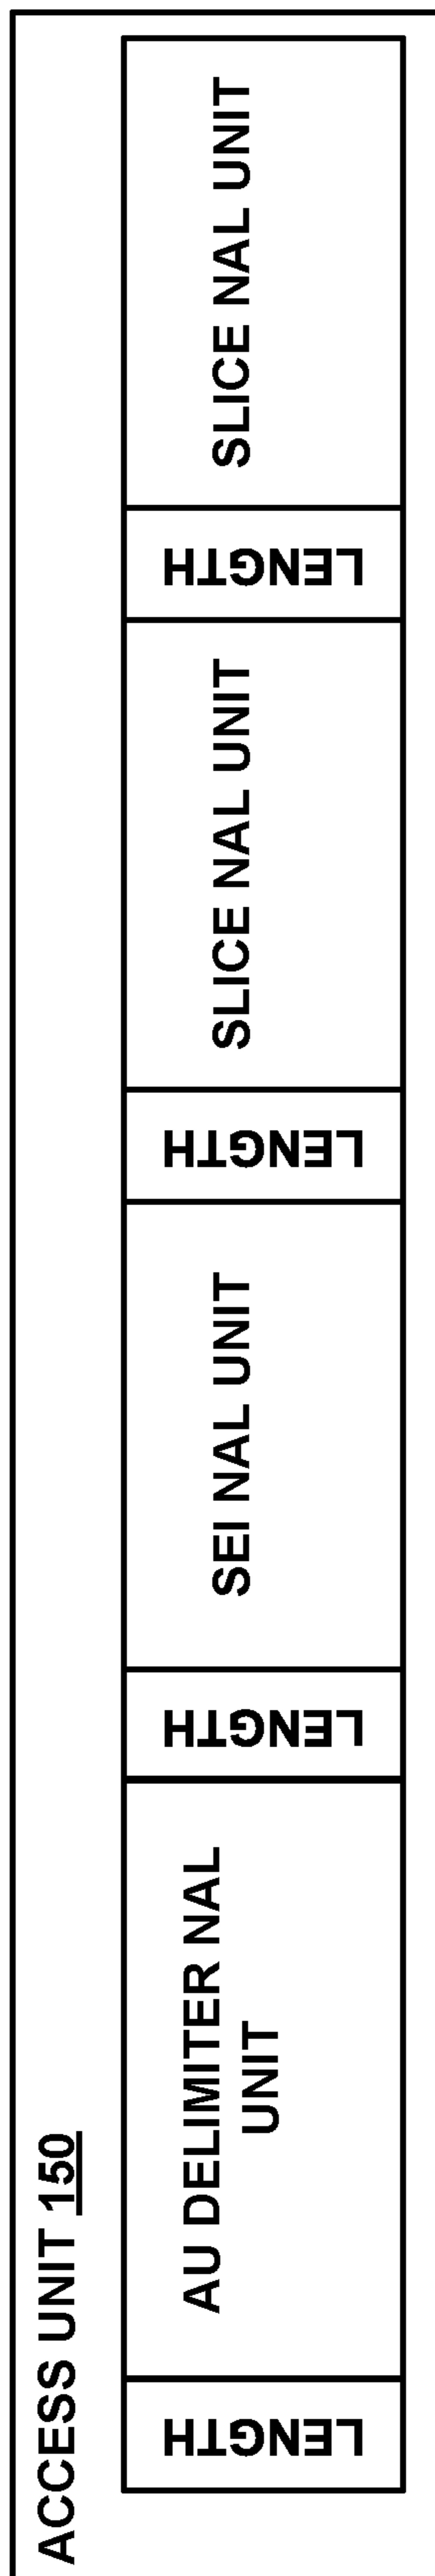 ACCESS UNIT 150
LENGTH
AU DELIMITER NAL
UNIT
LENGTH
SEI NAL UNIT
LENGTH
SLICE NAL UNIT
LENGTH
SLICE NAL UNIT